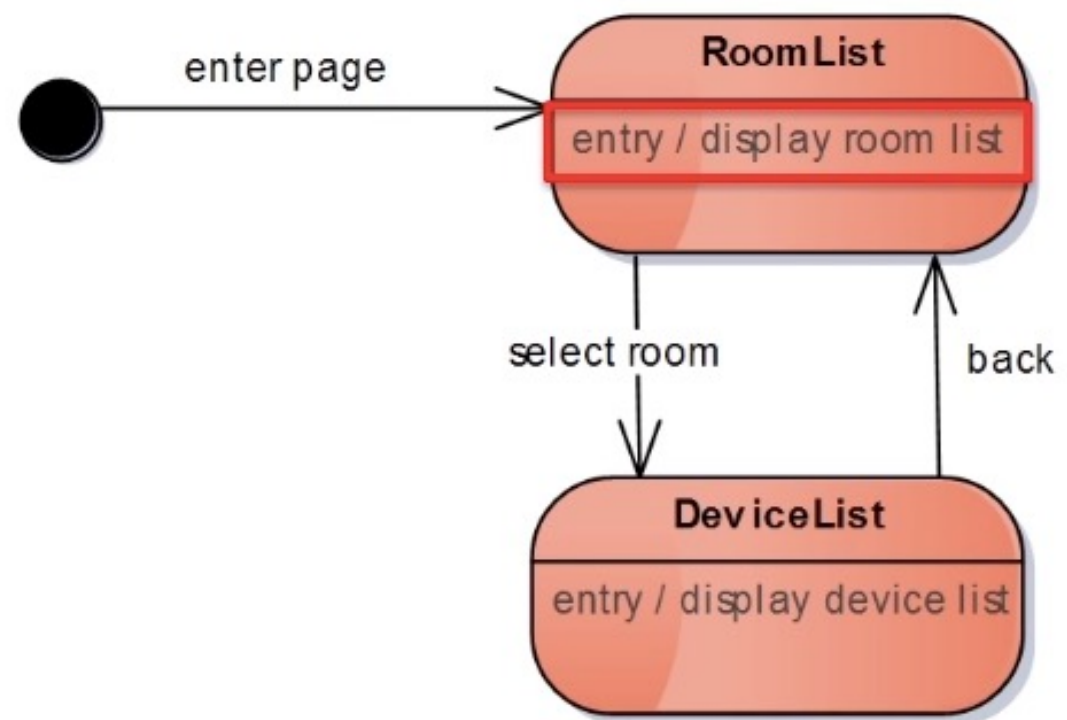 enter page
RoomList
entry / display room list
select room
back
DeviceList
entry / display device list